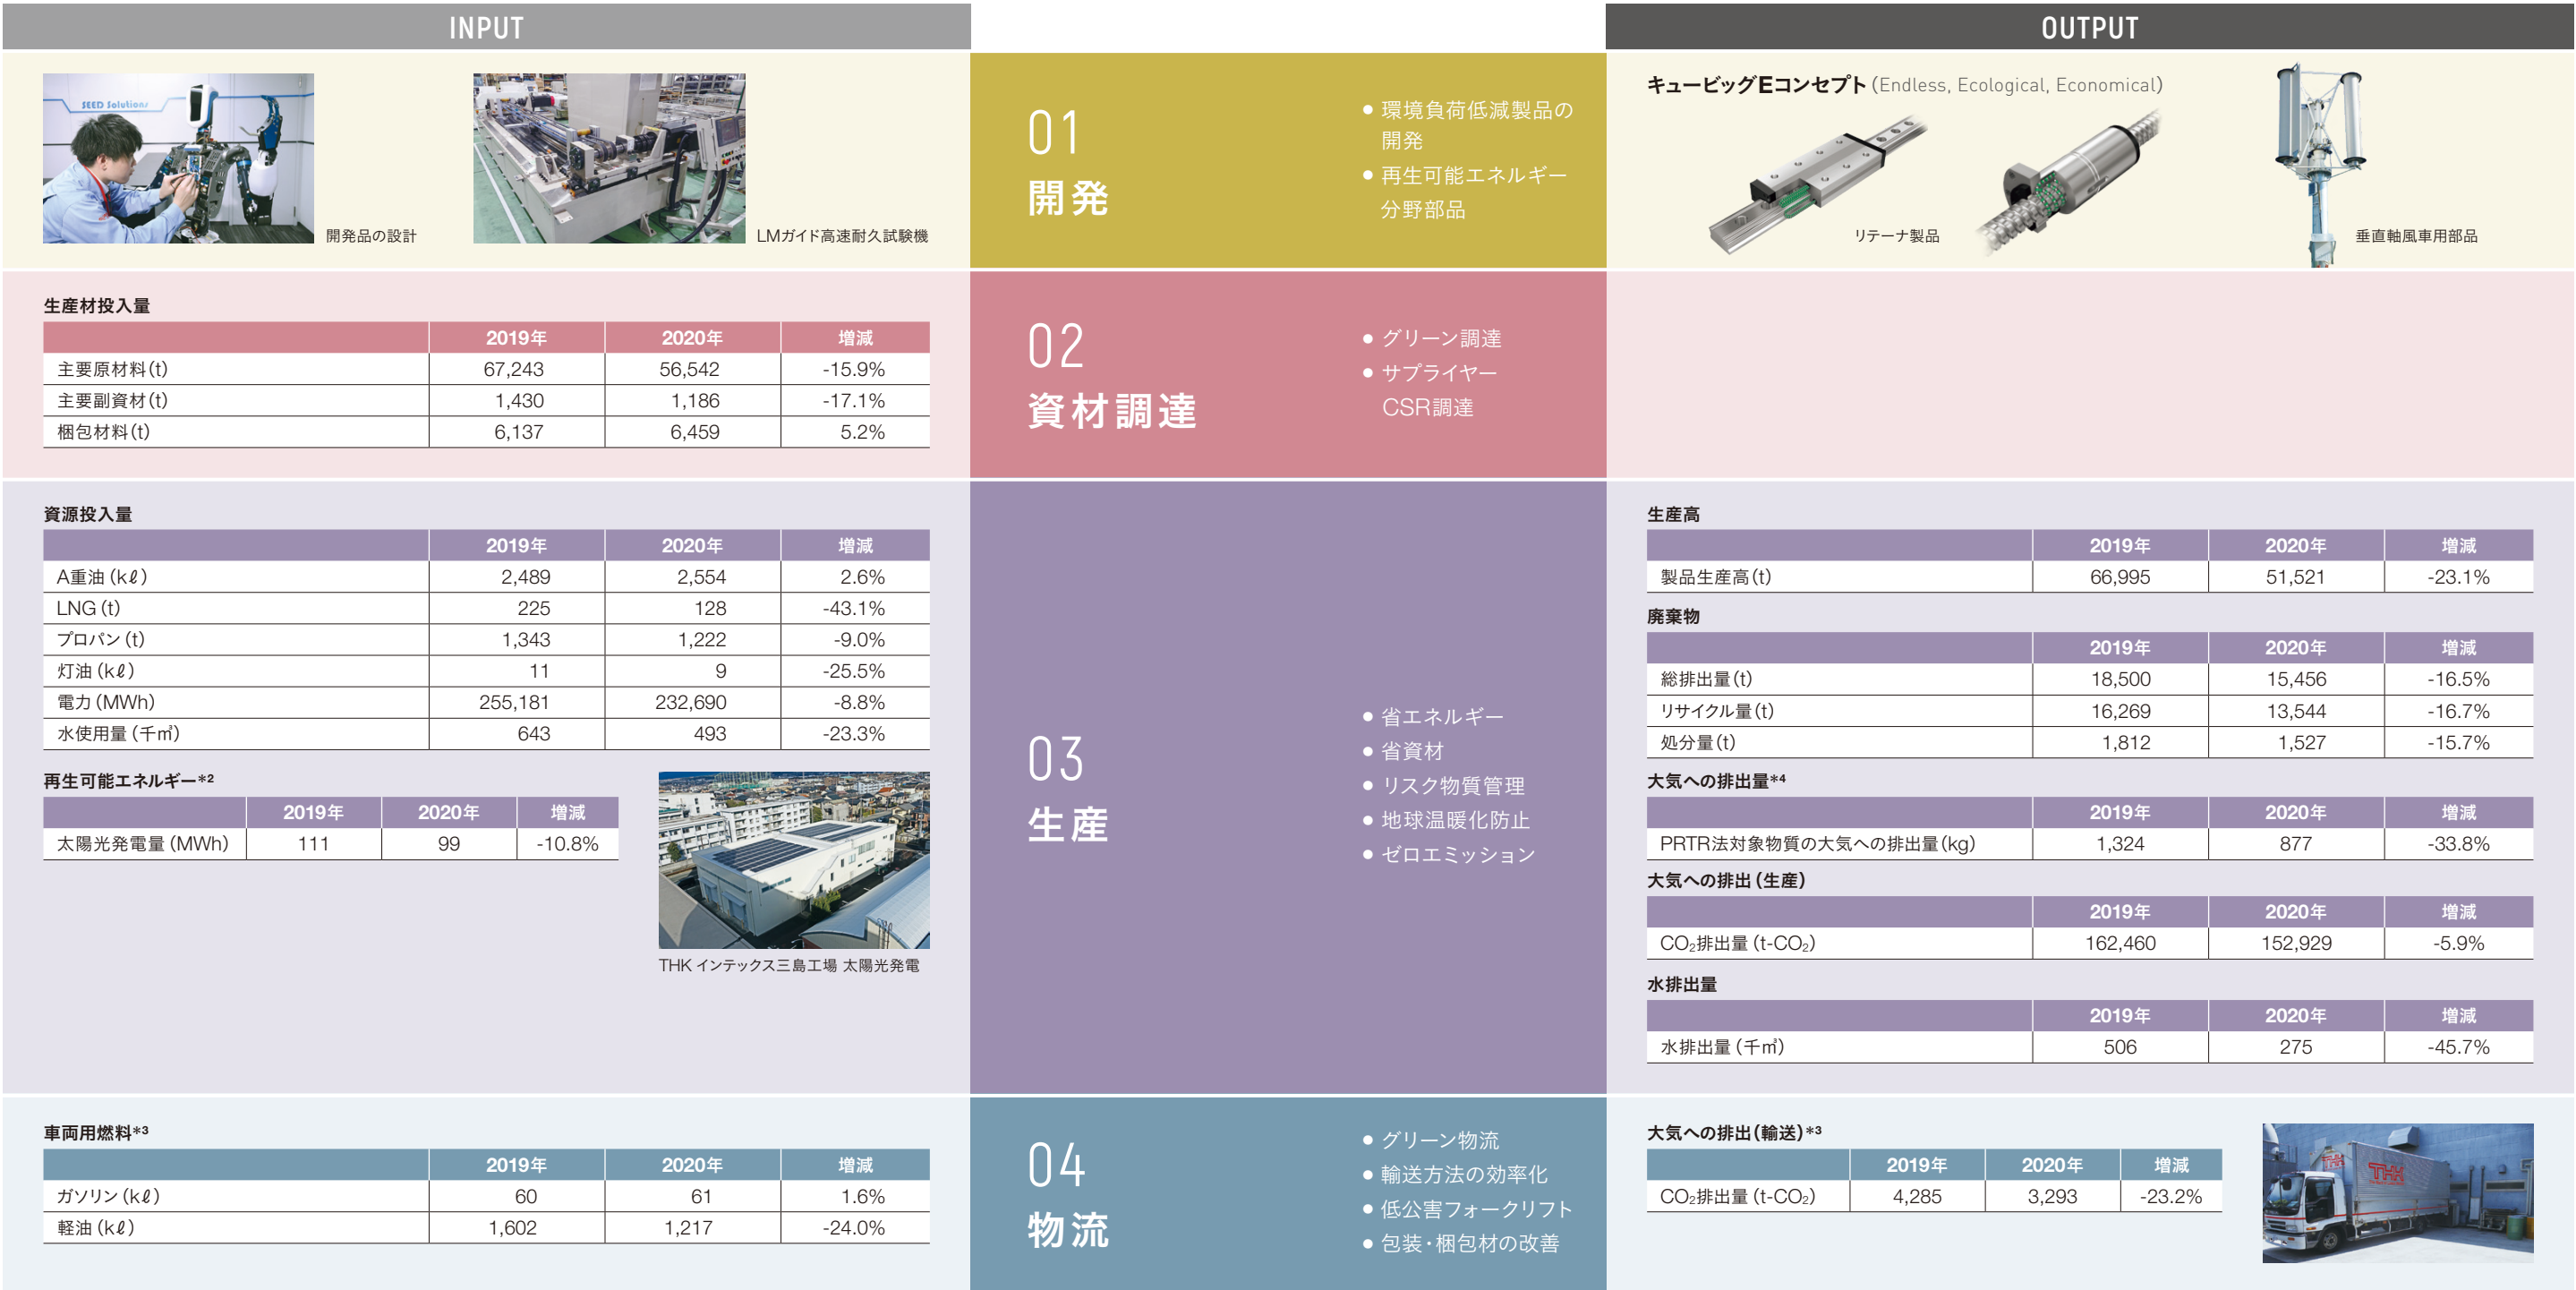 INPUT
OUTPUT
SEED Solutions
開発品の設計
LMガイド高速耐久試験機
01
開発
● 環境負荷低減製品の
開発
● 再生可能エネルギー
分野部品
キュービッグEコンセプト (Endless, Ecological, Economical)
リテーナ製品
垂直軸風車用部品
生産材投入量
2019年 2020年 増減
主要原材料(t) 67,243 56,542 -15.9%
主要副資材(t) 1,430 1,186 -17.1%
梱包材料(t) 6,137 6,459 5.2%
02
資材調達
● グリーン調達
● サプライヤー
CSR調達
資源投入量
2019年 2020年 増減
A重油(kℓ) 2,489 2,554 2.6%
LNG(t) 225 128 -43.1%
プロパン(t) 1,343 1,222 -9.0%
灯油(kℓ) 11 9 -25.5%
電力(MWh) 255,181 232,690 -8.8%
水使用量(千㎥) 643 493 -23.3%
再生可能エネルギー*2
2019年 2020年 増減
太陽光発電量(MWh) 111 99 -10.8%
THK インテックス三島工場 太陽光発電
03
生産
● 省エネルギー
● 省資材
● リスク物質管理
● 地球温暖化防止
● ゼロエミッション
生産高
2019年 2020年 増減
製品生産高(t) 66,995 51,521 -23.1%
廃棄物
2019年 2020年 増減
総排出量(t) 18,500 15,456 -16.5%
リサイクル量(t) 16,269 13,544 -16.7%
処分量(t) 1,812 1,527 -15.7%
大気への排出量*4
2019年 2020年 増減
PRTR法対象物質の大気への排出量(kg) 1,324 877 -33.8%
大気への排出(生産)
2019年 2020年 増減
CO₂排出量(t-CO₂) 162,460 152,929 -5.9%
水排出量
2019年 2020年 増減
水排出量(千㎥) 506 275 -45.7%
車両用燃料*3
2019年 2020年 増減
ガソリン(kℓ) 60 61 1.6%
軽油(kℓ) 1,602 1,217 -24.0%
04
物流
● グリーン物流
● 輸送方法の効率化
● 低公害フォークリフト
● 包装・梱包材の改善
大気への排出(輸送)*3
2019年 2020年 増減
CO₂排出量(t-CO₂) 4,285 3,293 -23.2%
THK
THK